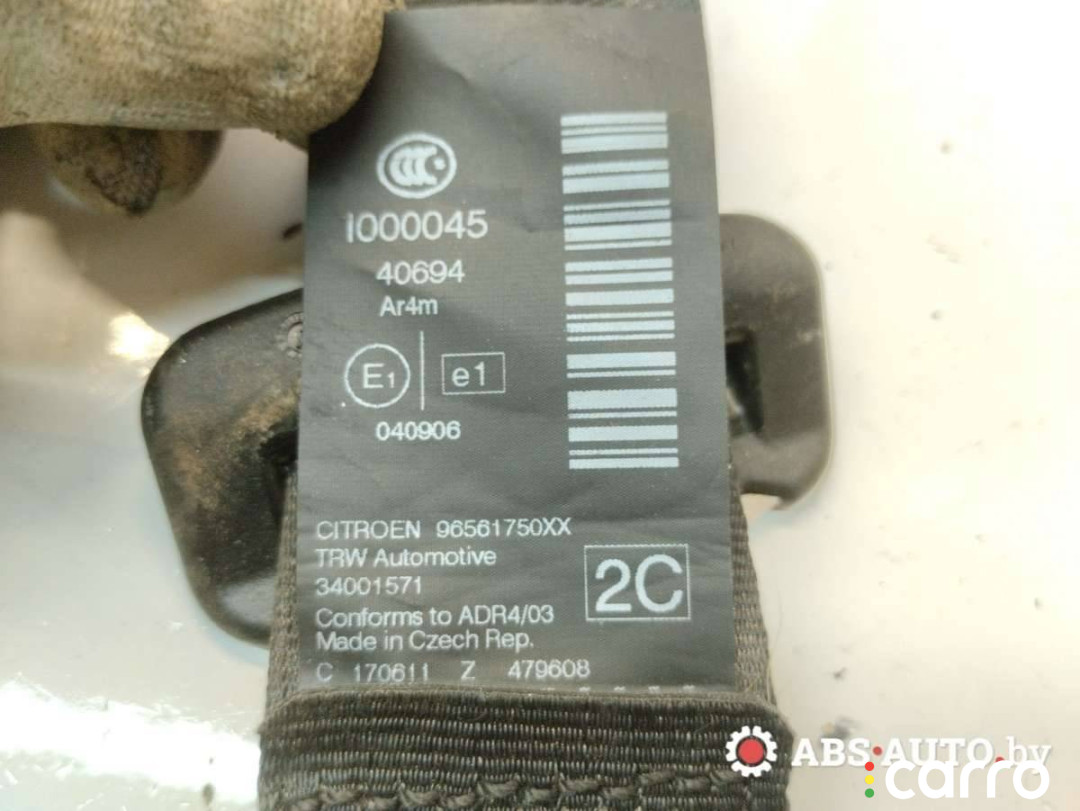 CCC
I000045
40694
Ar4m
E1 e1
040906
CITROEN 96561750XX
TRW Automotive
34001571
2C
Conforms to ADR4/03
Made in Czech Rep.
C 170611 Z 479608
ABS-AUTO.by
carro